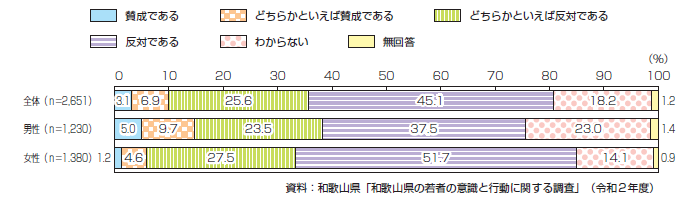 賛成である　どちらかといえば賛成である　どちらかといえば反対である
反対である　わからない　無回答
（%）
0 10 20 30 40 50 60 70 80 90 100
全体（n=2,651） 3.1 6.9 25.6 45.1 18.2 1.2
男性（n=1,230） 5.0 9.7 23.5 37.5 23.0 1.4
女性（n=1,380） 1.2 4.6 27.5 51.7 14.1 0.9
資料：和歌山県「和歌山県の若者の意識と行動に関する調査」（令和２年度）